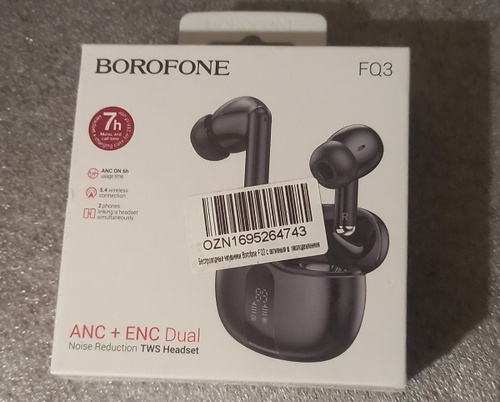 BOROFONE
FQ3
7h
Music and
call time
ANC ON 6h
usage time
5.4 wireless
connection
2 phones
linking a headset
simultaneously
OZN1695264743
Беспроводные наушники Borofone FQ3 с активным
R
ANC + ENC Dual
Noise Reduction TWS Headset